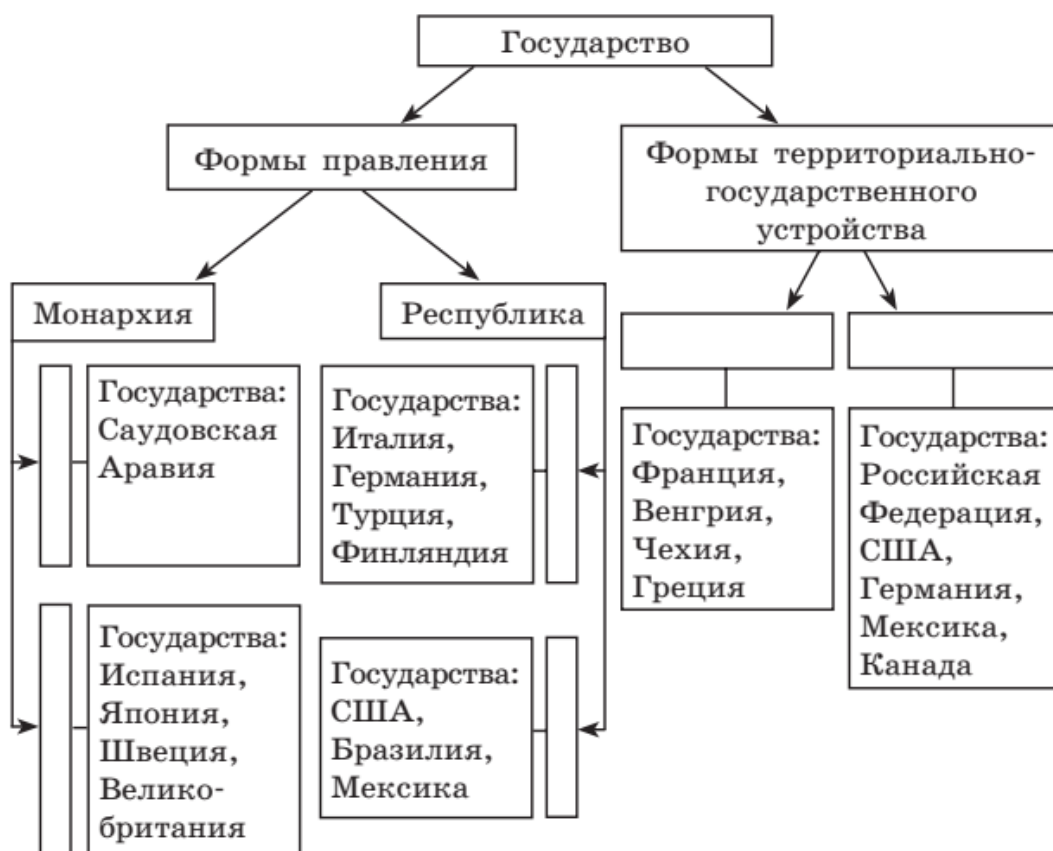 Государство
Формы правления
Формы территориально-
государственного
устройства
Монархия
Республика
Государства:
Саудовская
Аравия
Государства:
Италия,
Германия,
Турция,
Финляндия
Государства:
Франция,
Венгрия,
Чехия,
Греция
Государства:
Российская
Федерация,
США,
Германия,
Мексика,
Канада
Государства:
Испания,
Япония,
Швеция,
Велико-
британия
Государства:
США,
Бразилия,
Мексика